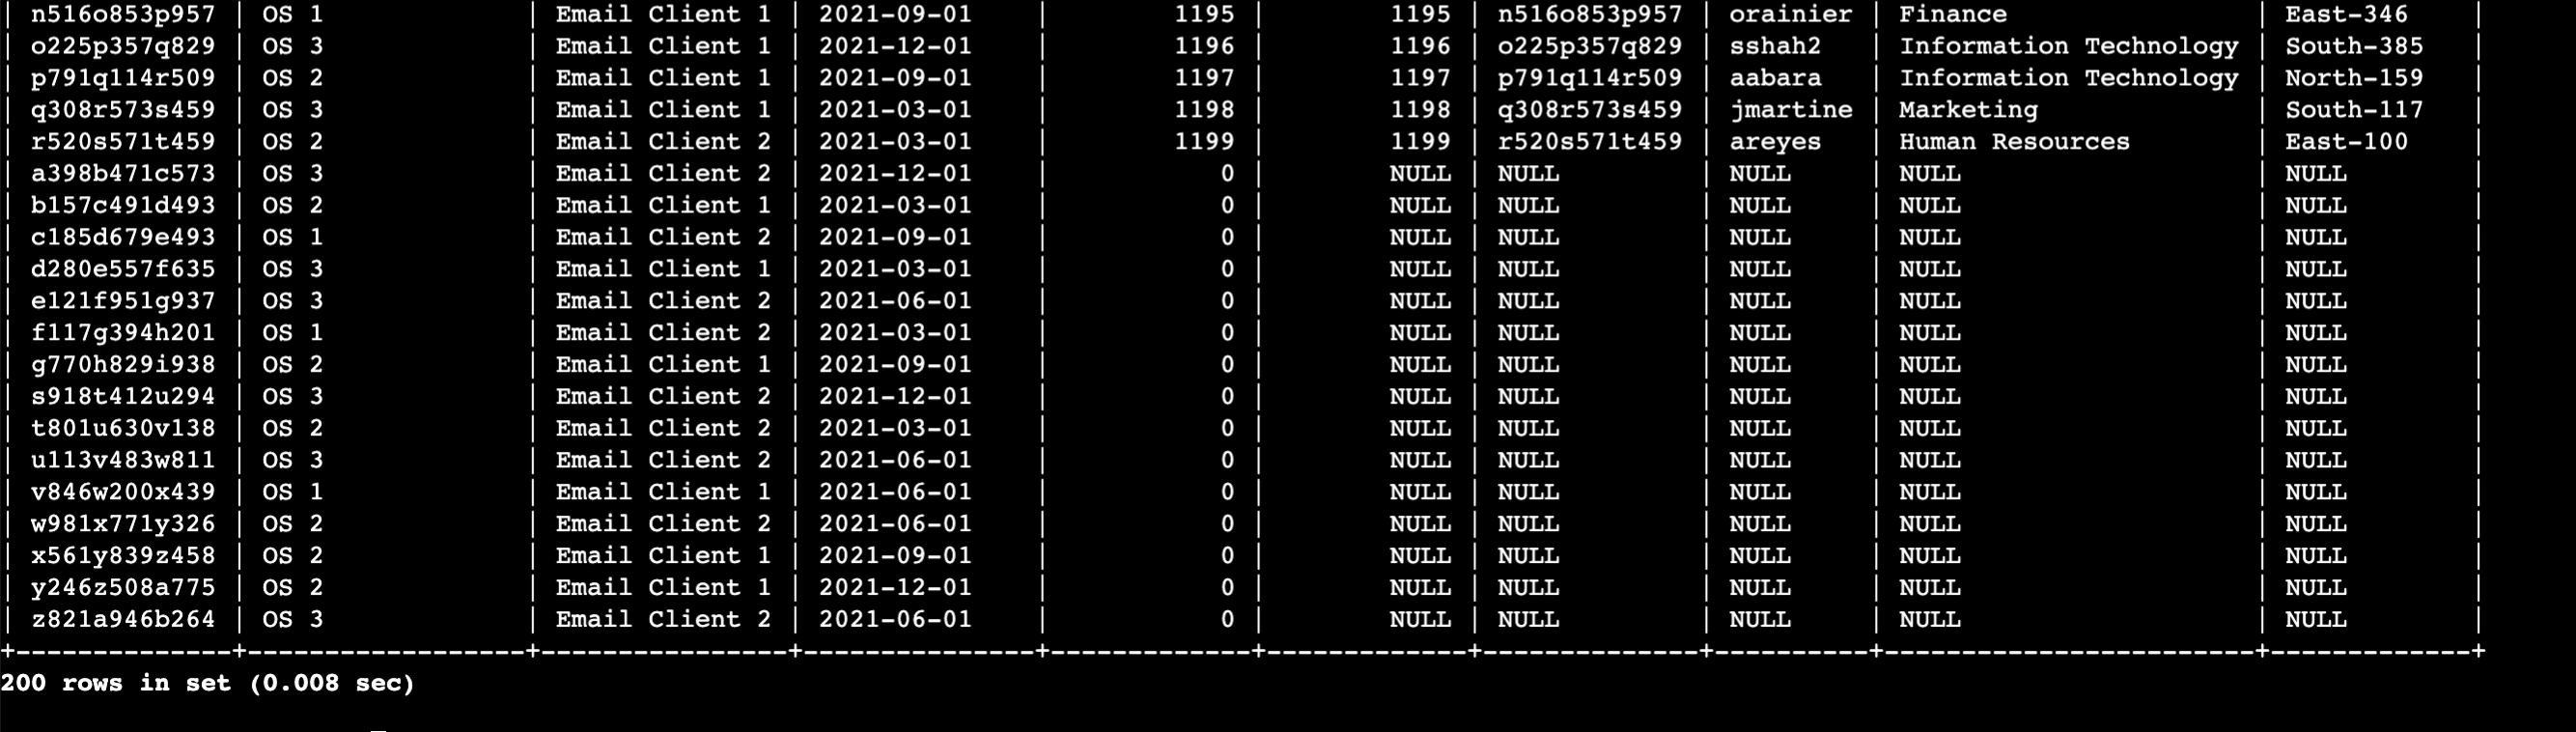 | n516o853p957 | OS 1 | Email Client 1 | 2021-09-01 | 1195 | 1195 | n516o853p957 | orainier | Finance | East-346 |
| o225p357q829 | OS 3 | Email Client 1 | 2021-12-01 | 1196 | 1196 | o225p357q829 | sshah2 | Information Technology | South-385 |
| p791q114r509 | OS 2 | Email Client 1 | 2021-09-01 | 1197 | 1197 | p791q114r509 | aabara | Information Technology | North-159 |
| q308r573s459 | OS 3 | Email Client 1 | 2021-03-01 | 1198 | 1198 | q308r573s459 | jmartine | Marketing | South-117 |
| r520s571t459 | OS 2 | Email Client 2 | 2021-03-01 | 1199 | 1199 | r520s571t459 | areyes | Human Resources | East-100 |
| a398b471c573 | OS 3 | Email Client 2 | 2021-12-01 | 0 | NULL | NULL | NULL | NULL | NULL |
| b157c491d493 | OS 2 | Email Client 1 | 2021-03-01 | 0 | NULL | NULL | NULL | NULL | NULL |
| c185d679e493 | OS 1 | Email Client 2 | 2021-09-01 | 0 | NULL | NULL | NULL | NULL | NULL |
| d280e557f635 | OS 3 | Email Client 1 | 2021-03-01 | 0 | NULL | NULL | NULL | NULL | NULL |
| e121f951g937 | OS 3 | Email Client 2 | 2021-06-01 | 0 | NULL | NULL | NULL | NULL | NULL |
| f117g394h201 | OS 1 | Email Client 2 | 2021-03-01 | 0 | NULL | NULL | NULL | NULL | NULL |
| g770h829i938 | OS 2 | Email Client 1 | 2021-09-01 | 0 | NULL | NULL | NULL | NULL | NULL |
| s918t412u294 | OS 3 | Email Client 2 | 2021-12-01 | 0 | NULL | NULL | NULL | NULL | NULL |
| t801u630v138 | OS 2 | Email Client 2 | 2021-03-01 | 0 | NULL | NULL | NULL | NULL | NULL |
| u113v483w811 | OS 3 | Email Client 2 | 2021-06-01 | 0 | NULL | NULL | NULL | NULL | NULL |
| v846w200x439 | OS 1 | Email Client 1 | 2021-06-01 | 0 | NULL | NULL | NULL | NULL | NULL |
| w981x771y326 | OS 2 | Email Client 2 | 2021-06-01 | 0 | NULL | NULL | NULL | NULL | NULL |
| x561y839z458 | OS 2 | Email Client 1 | 2021-09-01 | 0 | NULL | NULL | NULL | NULL | NULL |
| y246z508a775 | OS 2 | Email Client 1 | 2021-12-01 | 0 | NULL | NULL | NULL | NULL | NULL |
| z821a946b264 | OS 3 | Email Client 2 | 2021-06-01 | 0 | NULL | NULL | NULL | NULL | NULL |
+--------------+------------------+----------------+---------------+-------------+-------------+--------------+----------+------------------------+-------------+
200 rows in set (0.008 sec)